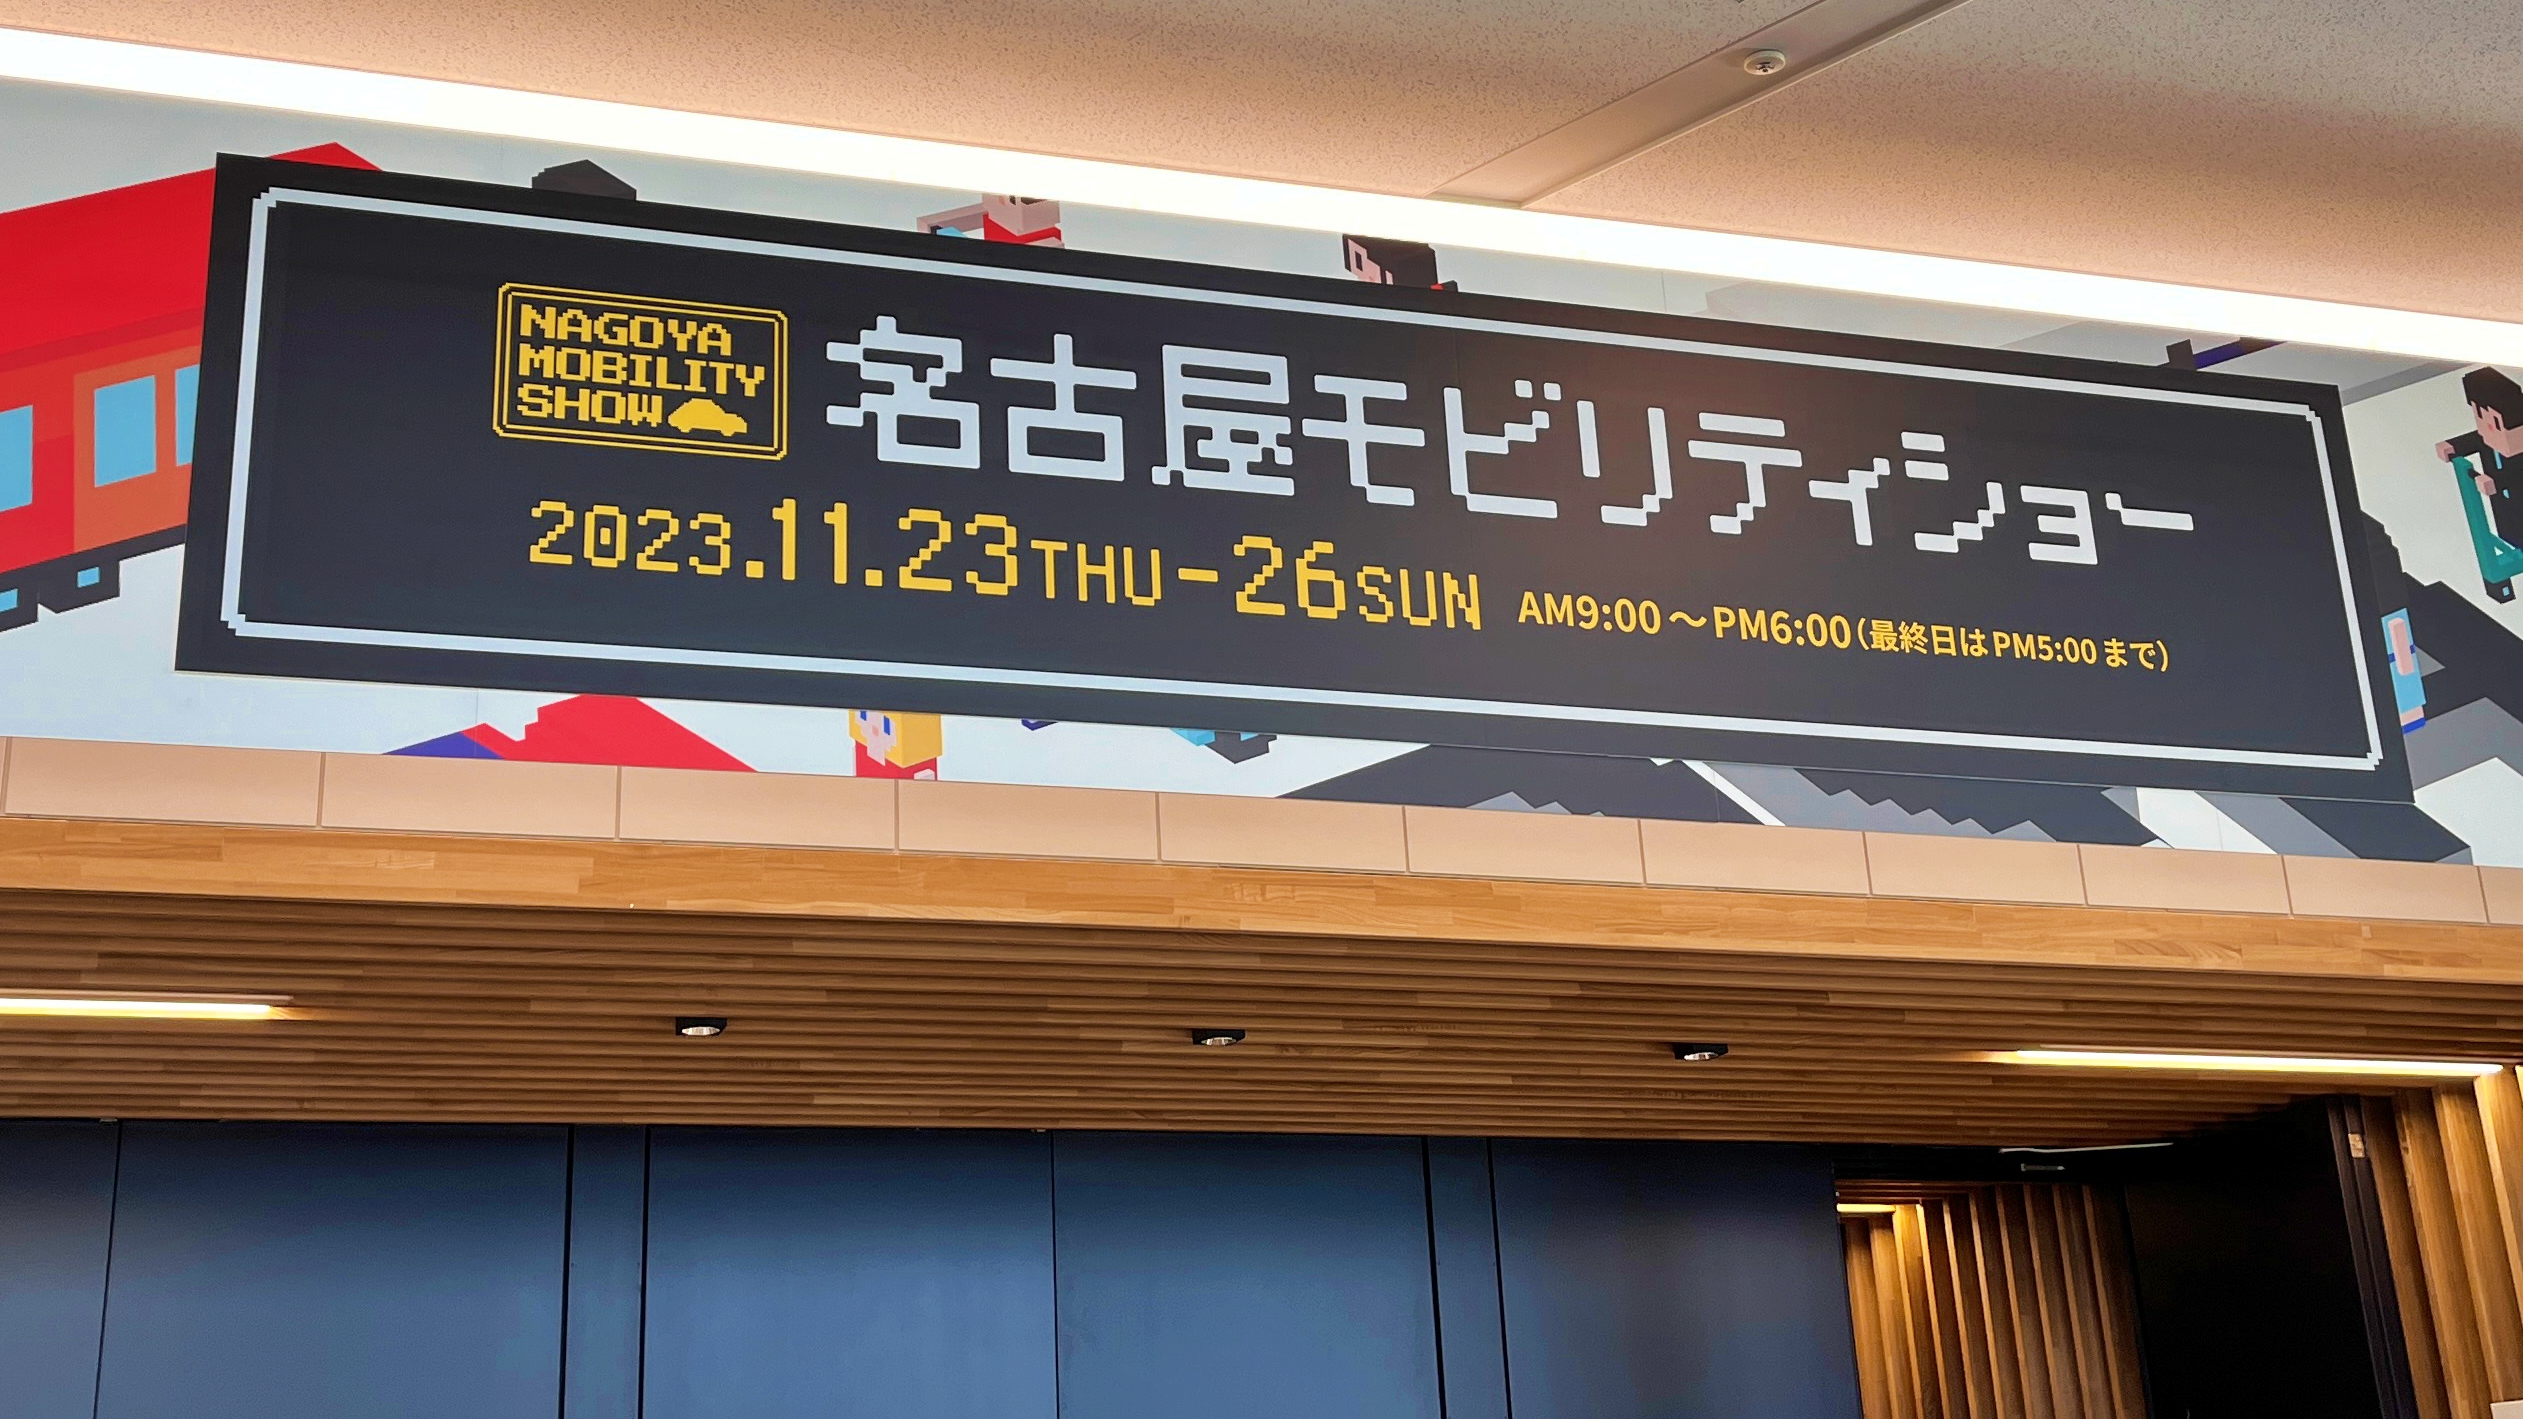 NAGOYA
MOBILITY
SHOW
名古屋モビリティショー
2023.11.23THU-26SUN AM9:00～PM6:00(最終日はPM5:00まで)